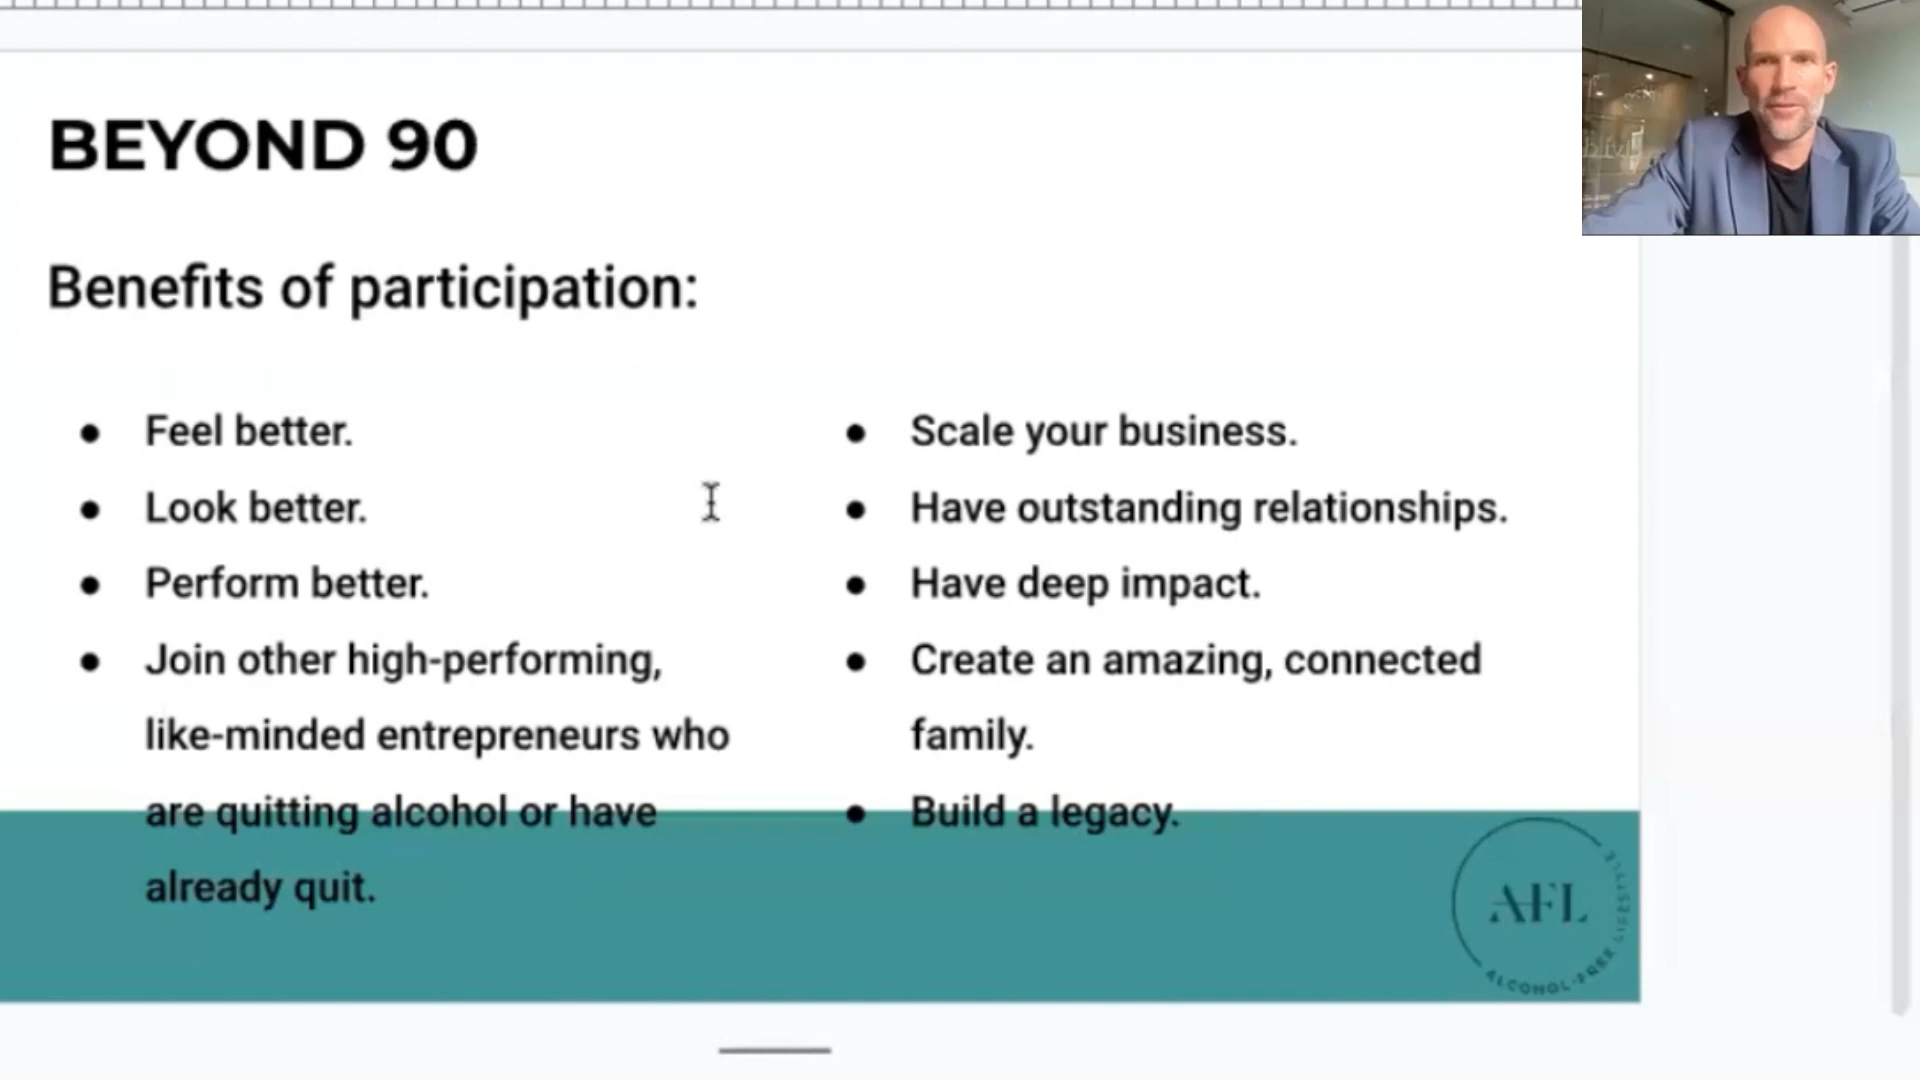 BEYOND 90
Benefits of participation:
● Feel better.
● Look better.
● Perform better.
● Join other high-performing,
like-minded entrepreneurs who
are quitting alcohol or have
already quit.
● Scale your business.
● Have outstanding relationships.
● Have deep impact.
● Create an amazing, connected
family.
● Build a legacy.
AFL
ALCOHOL-FREE LIFESTYLE